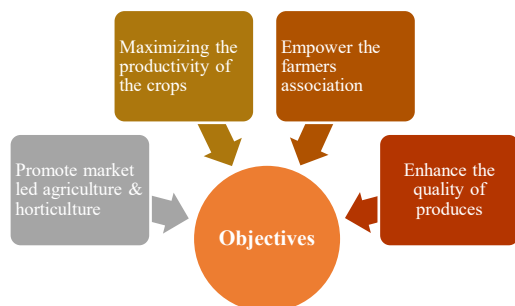 Maximizing the
productivity of
the crops
Empower the
farmers
association
Promote market
led agriculture &
horticulture
Enhance the
quality of
produces
Objectives